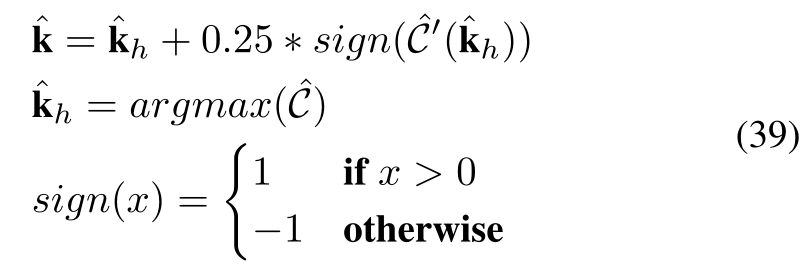 k̂ = k̂_h + 0.25 * sign(Ĉ′(k̂_h))
k̂_h = argmax(Ĉ)
(39)
sign(x) = { 1 if x > 0
−1 otherwise